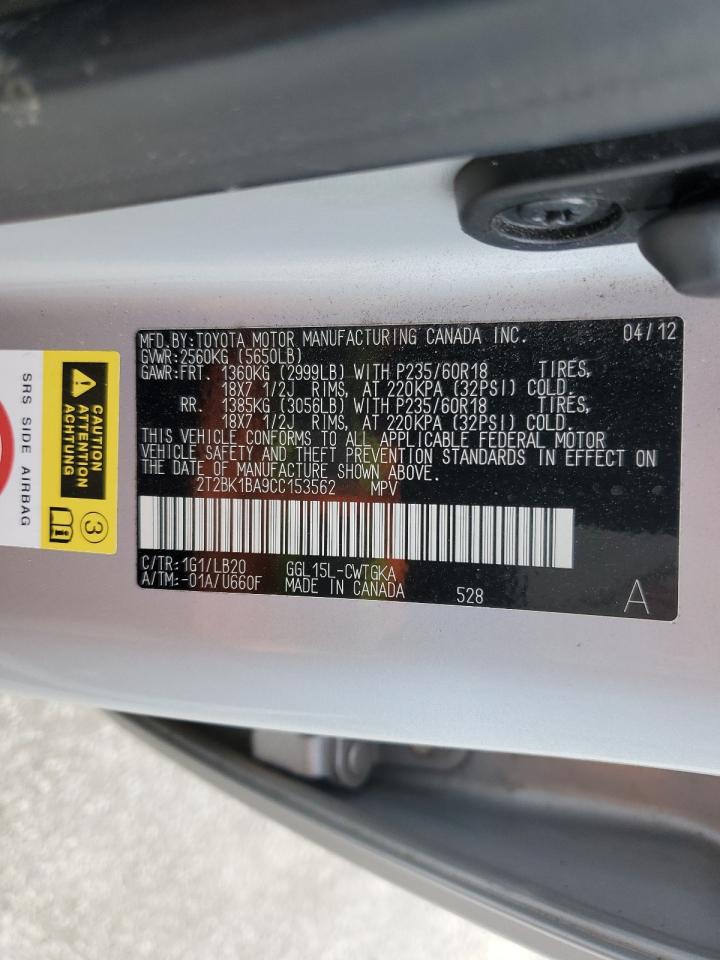 MFD.BY:TOYOTA MOTOR MANUFACTURING CANADA INC. 04/12
GVWR:2560KG (5650LB)
GAWR:FRT. 1360KG (2999LB) WITH P235/60R18 TIRES,
18X7 1/2J RIMS, AT 220KPA (32PSI) COLD.
RR. 1385KG (3056LB) WITH P235/60R18 TIRES,
18X7 1/2J RIMS, AT 220KPA (32PSI) COLD.
THIS VEHICLE CONFORMS TO ALL APPLICABLE FEDERAL MOTOR
VEHICLE SAFETY AND THEFT PREVENTION STANDARDS IN EFFECT ON
THE DATE OF MANUFACTURE SHOWN ABOVE.
2T2BK1BA9CC153562 MPV
C/TR:1G1/LB20 GGL15L-CWTGKA
A/TM:-01A/U660F MADE IN CANADA 528 A
CAUTION
ATTENTION
ACHTUNG
3
SRS SIDE AIRBAG